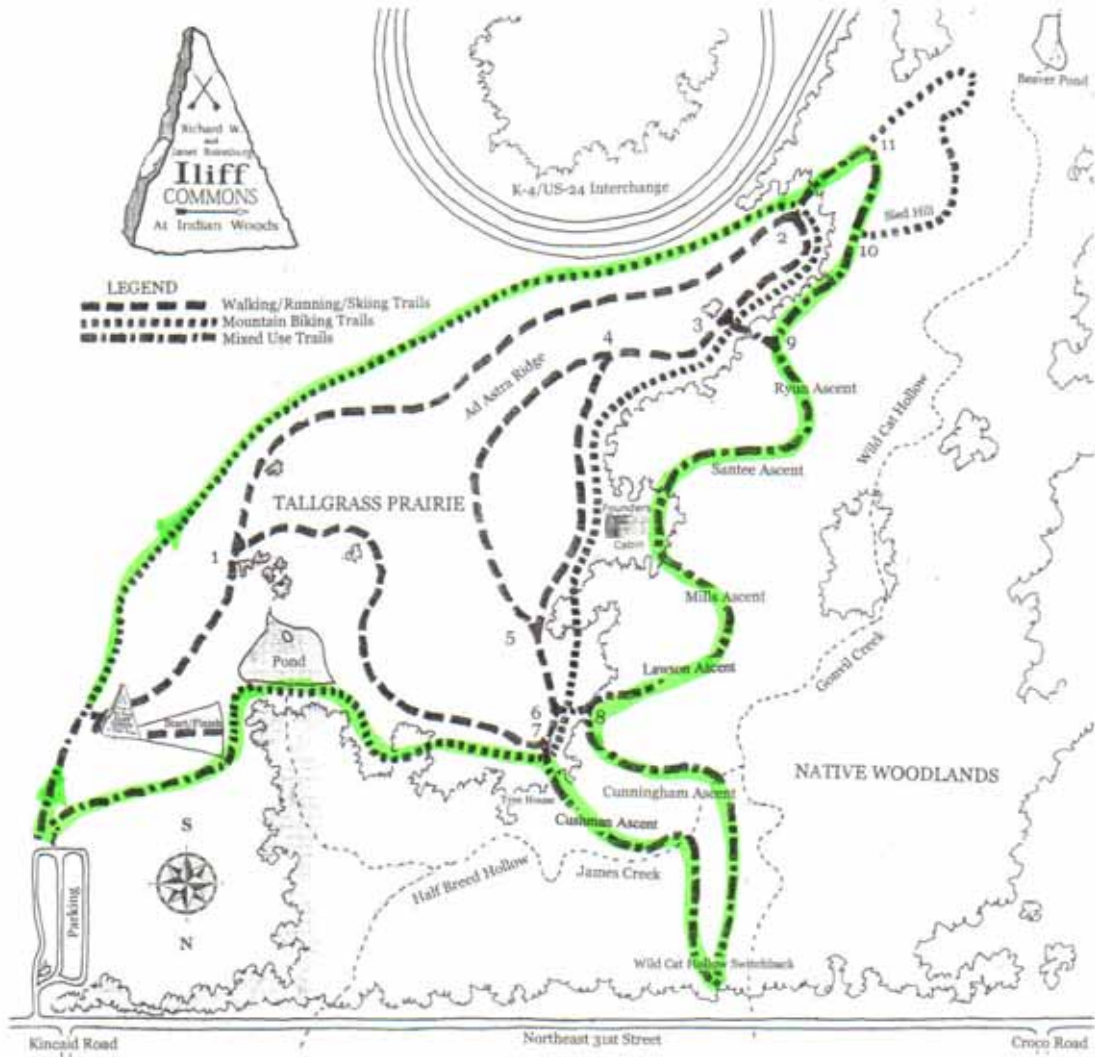 Richard W.
and
Janet Robinburg
Iliff
COMMONS
At Indian Woods
Beaver Pond
K-4/US-24 Interchange
LEGEND
Walking/Running/Skiing Trails
Mountain Biking Trails
Mixed Use Trails
11
Sled Hill
2
10
3
4
9
Ad Astra Ridge
Ryun Ascent
Wild Cat Hollow
Santee Ascent
TALLGRASS PRAIRIE
Founders
Cabin
1
Mills Ascent
5
Gonvil Creek
Pond
Lawson Ascent
6
8
Start/Finish
7
NATIVE WOODLANDS
Cunningham Ascent
Tree House
Cushman Ascent
S
N
James Creek
Half Breed Hollow
Parking
Wild Cat Hollow Switchback
Kincaid Road
Northeast 31st Street
Croco Road